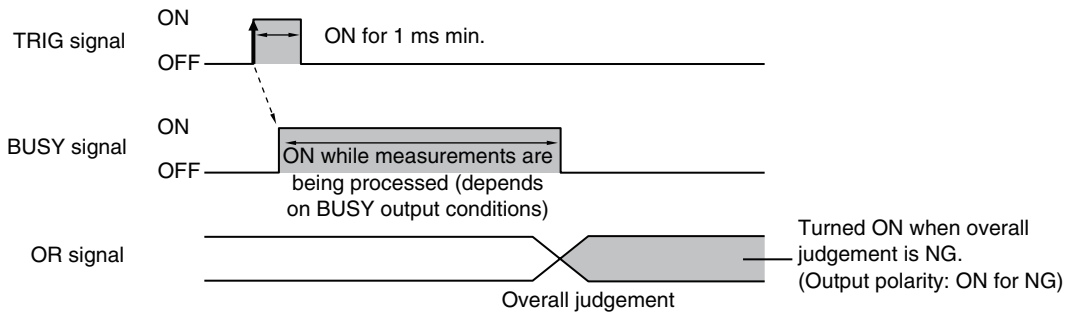 ON
TRIG signal
ON for 1 ms min.
OFF
ON
BUSY signal
OFF
ON while measurements are
being processed (depends
on BUSY output conditions)
OR signal
Turned ON when overall
judgement is NG.
(Output polarity: ON for NG)
Overall judgement